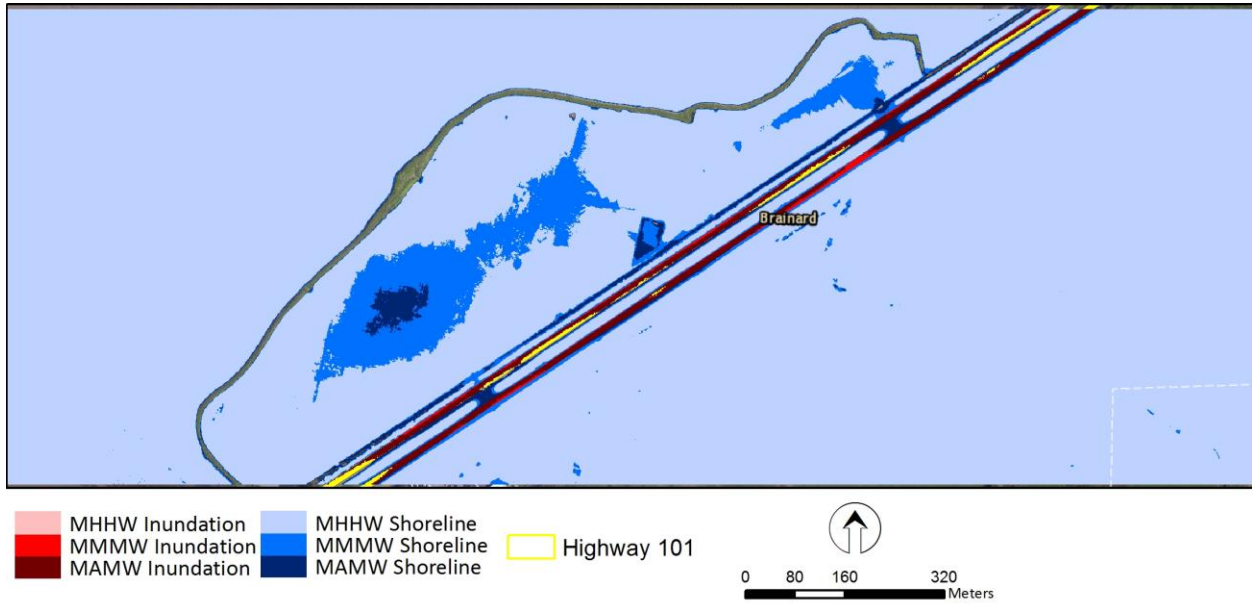 Brainard
MHHW Inundation
MMMW Inundation
MAMW Inundation
MHHW Shoreline
MMMW Shoreline
MAMW Shoreline
Highway 101
0 80 160 320
Meters